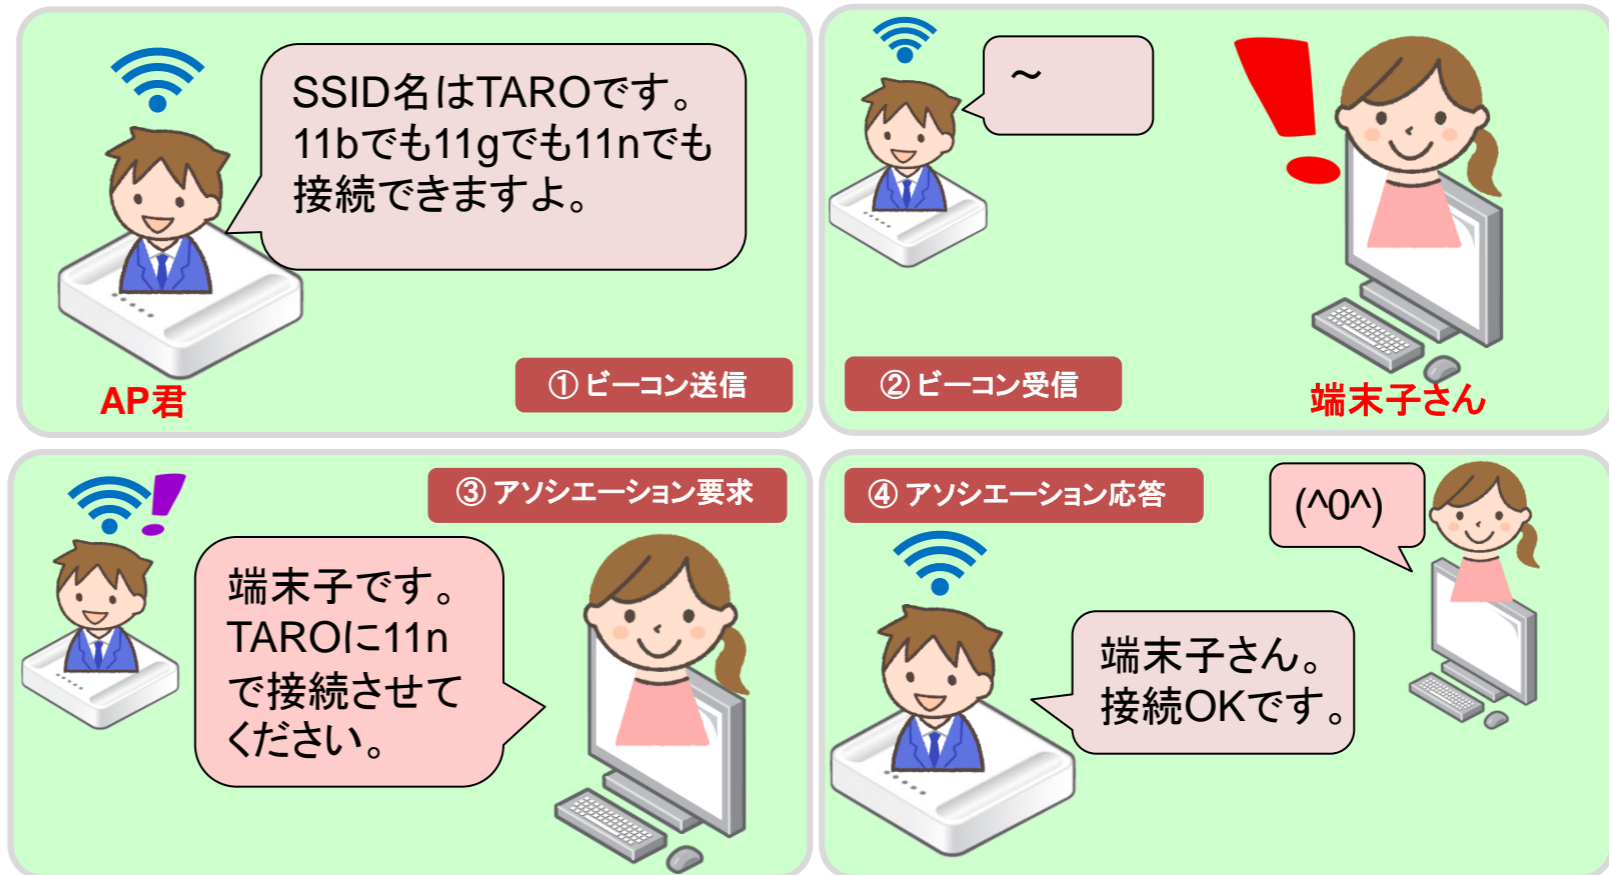 SSID名はTAROです。
11bでも11gでも11nでも
接続できますよ。
AP君
① ビーコン送信
~
② ビーコン受信
端末子さん
③ アソシエーション要求
端末子です。
TAROに11n
で接続させて
ください。
④ アソシエーション応答
(^0^)
端末子さん。
接続OKです。